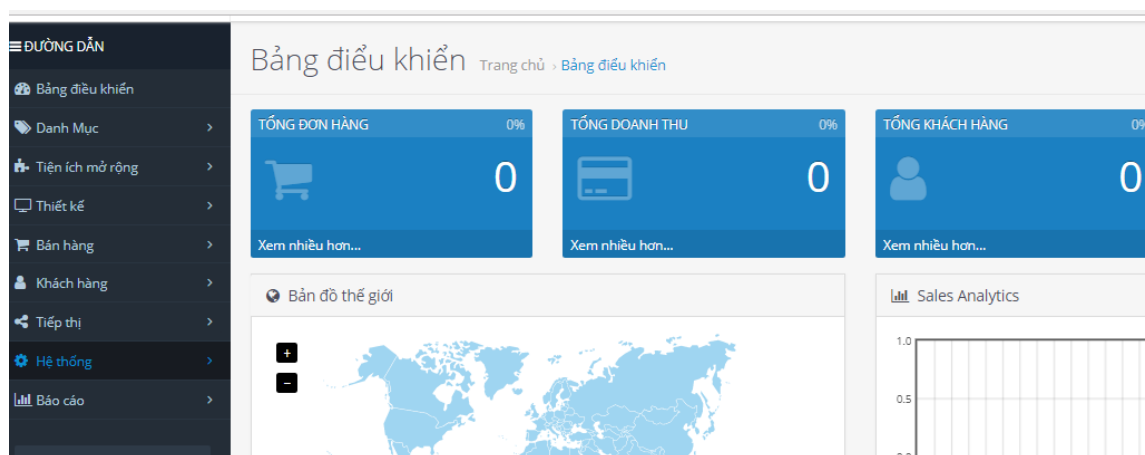 ĐƯỜNG DẪN
Bảng điều khiển
Danh Mục
Tiện ích mở rộng
Thiết kế
Bán hàng
Khách hàng
Tiếp thị
Hệ thống
Báo cáo
Bảng điểu khiển Trang chủ › Bảng điểu khiển
TỔNG ĐƠN HÀNG 0%
0
Xem nhiều hơn...
TỔNG DOANH THU 0%
0
Xem nhiều hơn...
TỔNG KHÁCH HÀNG 0%
0
Xem nhiều hơn...
Bản đồ thế giới
+
−
Sales Analytics
1.0
0.5